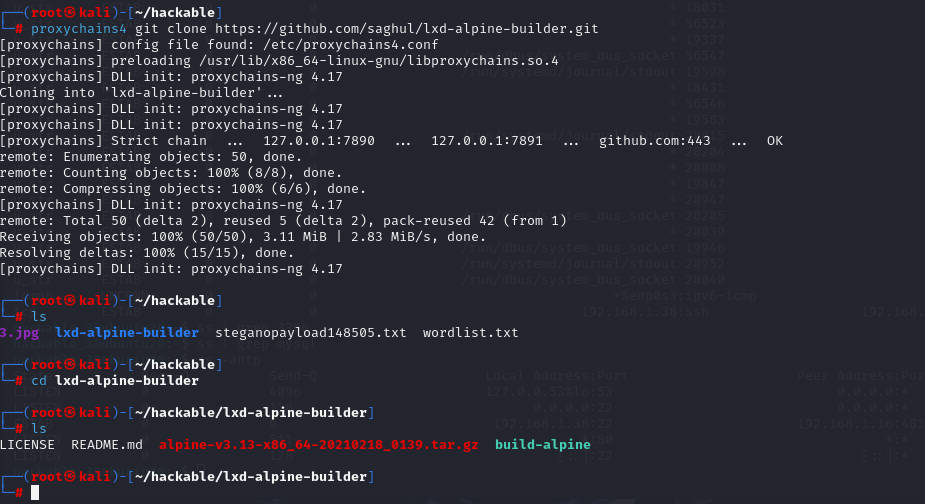 ┌──(root㉿kali)-[~/hackable]
└─# proxychains4 git clone https://github.com/saghul/lxd-alpine-builder.git
[proxychains] config file found: /etc/proxychains4.conf
[proxychains] preloading /usr/lib/x86_64-linux-gnu/libproxychains.so.4
[proxychains] DLL init: proxychains-ng 4.17
Cloning into 'lxd-alpine-builder'...
[proxychains] DLL init: proxychains-ng 4.17
[proxychains] DLL init: proxychains-ng 4.17
[proxychains] Strict chain  ...  127.0.0.1:7890  ...  127.0.0.1:7891  ...  github.com:443  ...  OK
remote: Enumerating objects: 50, done.
remote: Counting objects: 100% (8/8), done.
remote: Compressing objects: 100% (6/6), done.
[proxychains] DLL init: proxychains-ng 4.17
remote: Total 50 (delta 2), reused 5 (delta 2), pack-reused 42 (from 1)
Receiving objects: 100% (50/50), 3.11 MiB | 2.83 MiB/s, done.
Resolving deltas: 100% (15/15), done.
[proxychains] DLL init: proxychains-ng 4.17
┌──(root㉿kali)-[~/hackable]
└─# ls
3.jpg  lxd-alpine-builder  steganopayload148505.txt  wordlist.txt
┌──(root㉿kali)-[~/hackable]
└─# cd lxd-alpine-builder
┌──(root㉿kali)-[~/hackable/lxd-alpine-builder]
└─# ls
LICENSE  README.md  alpine-v3.13-x86_64-20210218_0139.tar.gz  build-alpine
┌──(root㉿kali)-[~/hackable/lxd-alpine-builder]
└─#